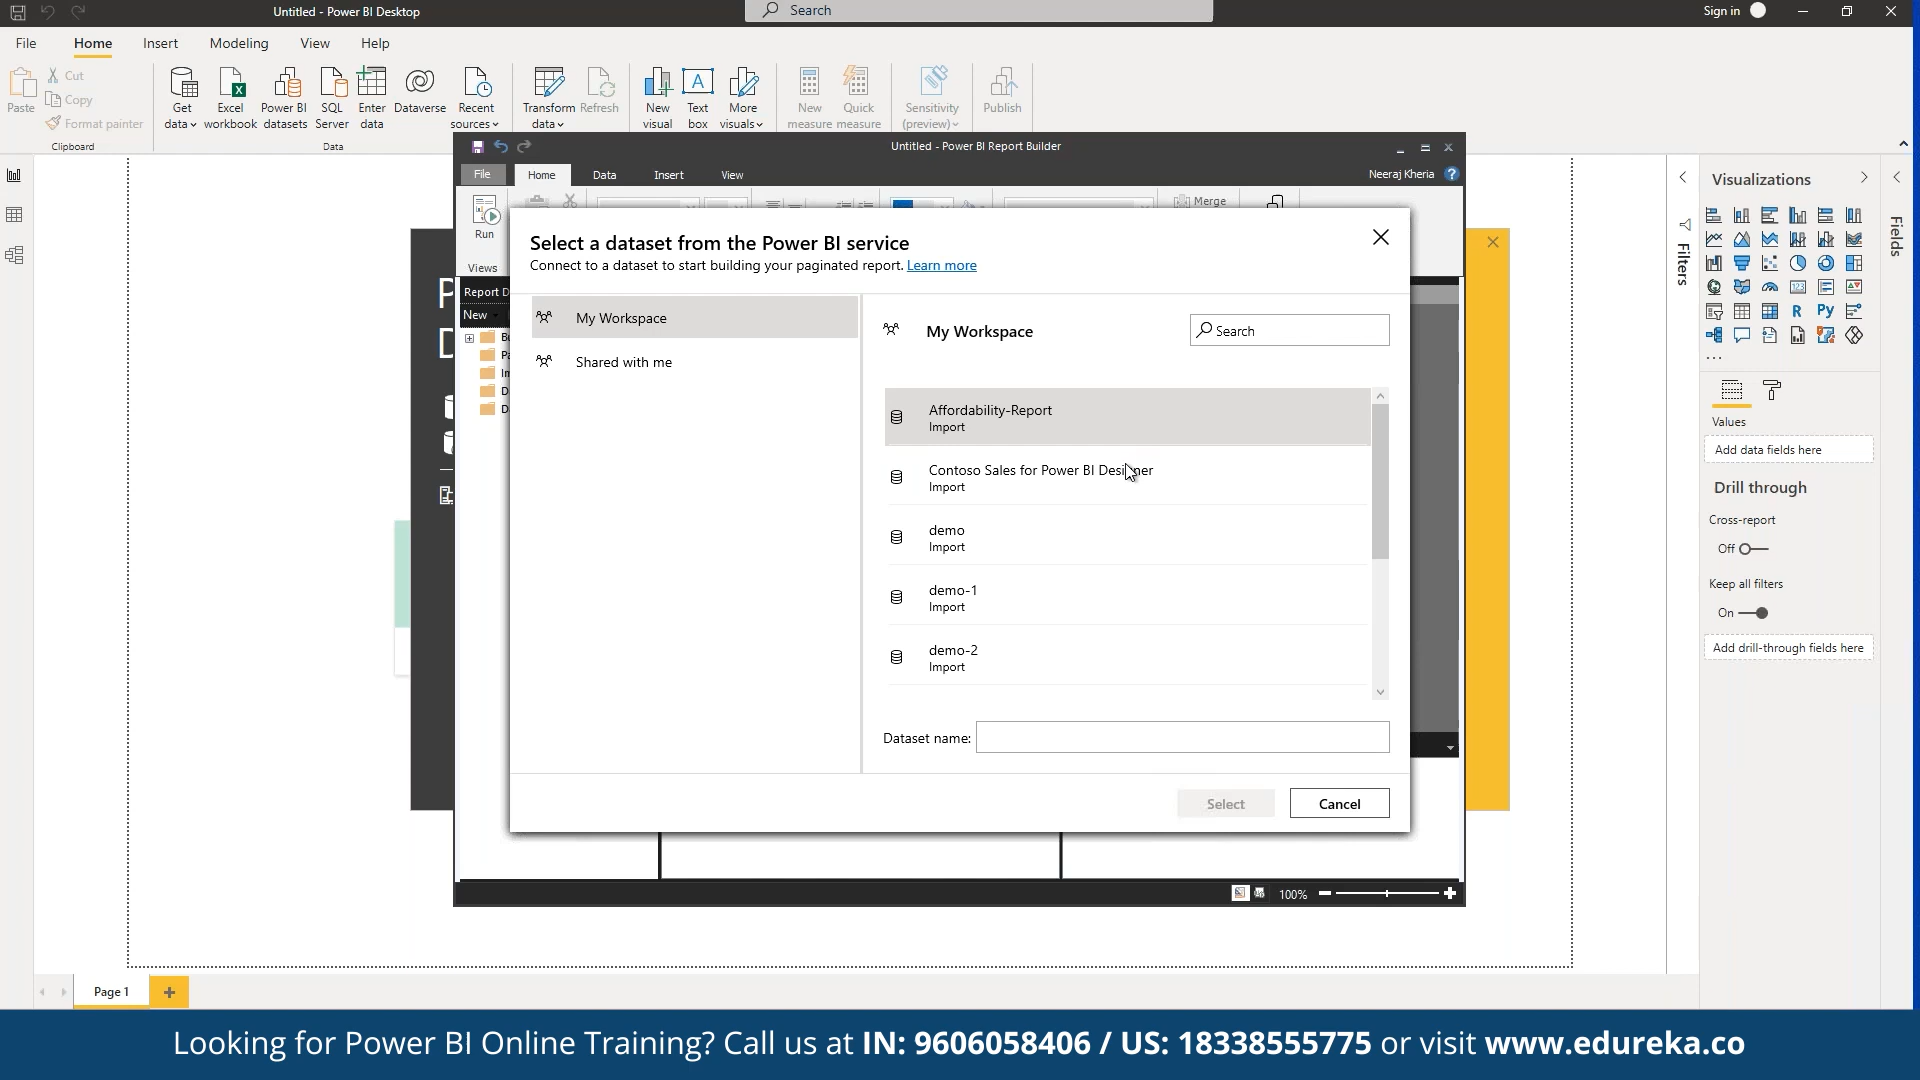 Untitled - Power BI Desktop
Search
Sign in
File
Home
Insert
Modeling
View
Help
Paste
Cut
Copy
Format painter
Clipboard
Get data
Excel workbook
Power BI datasets
SQL Server
Enter data
Dataverse
Recent sources
Data
Transform data
Refresh
New visual
Text box
More visuals
New measure
Quick measure
Sensitivity (preview)
Publish
Untitled - Power BI Report Builder
File
Home
Data
Insert
View
Neeraj Kheria
Run
Views
Merge
Report D
New
Select a dataset from the Power BI service
Connect to a dataset to start building your paginated report. Learn more
My Workspace
Shared with me
My Workspace
Search
Affordability-Report
Import
Contoso Sales for Power BI Designer
Import
demo
Import
demo-1
Import
demo-2
Import
Dataset name:
Select
Cancel
100%
Filters
Visualizations
Fields
Values
Add data fields here
Drill through
Cross-report
Off
Keep all filters
On
Add drill-through fields here
Page 1
Looking for Power BI Online Training? Call us at IN: 9606058406 / US: 18338555775 or visit www.edureka.co